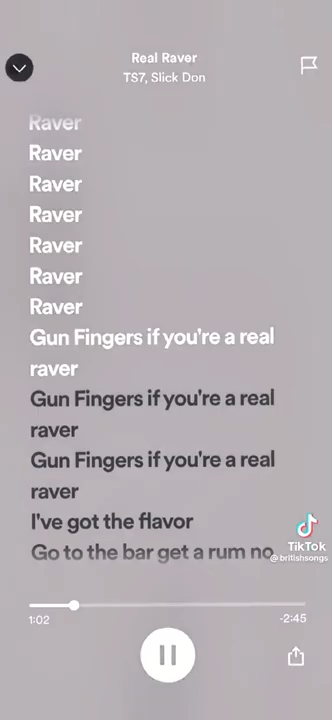 Real Raver
TS7, Slick Don
Raver
Raver
Raver
Raver
Raver
Raver
Raver
Gun Fingers if you're a real
raver
Gun Fingers if you're a real
raver
Gun Fingers if you're a real
raver
I've got the flavor
Go to the bar get a rum no
TikTok
@britishsongs
1:02
-2:45